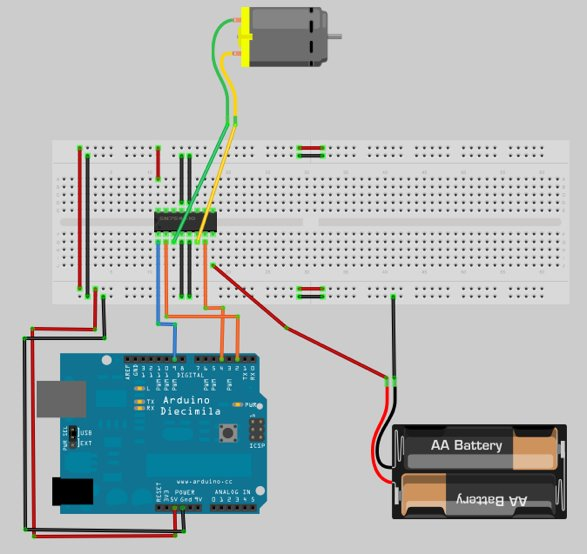 SN754410
AREF
GND
13
12
11
10
9
8
7
6
5
4
3
2
1
0
PWM
PWM
PWM
PWM
PWM
PWM
DIGITAL
TX
RX
L
TX
RX
Arduino
Diecimila
PWR
ICSP
USB
EXT
PWR SEL
www.arduino.cc
POWER
ANALOG IN
RESET
3V3
5V Gnd 9V
0 1 2 3 4 5
AA Battery
AA Battery